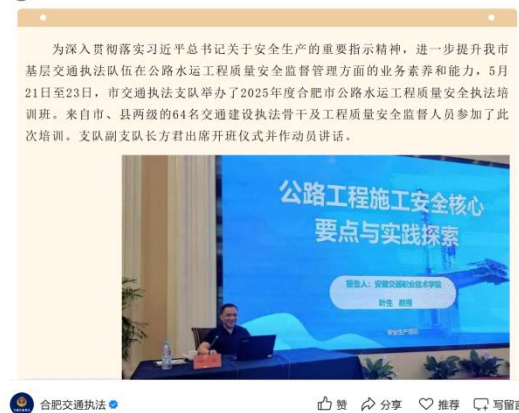 为深入贯彻落实习近平总书记关于安全生产的重要指示精神，进一步提升我市
基层交通执法队伍在公路水运工程质量安全监督管理方面的业务素养和能力，5月
21日至23日，市交通执法支队举办了2025年度合肥市公路水运工程质量安全执法培
训班。来自市、县两级的64名交通建设执法骨干及工程质量安全监督人员参加了此
次培训。支队副支队长方君出席开班仪式并作动员讲话。
公路工程施工安全核心
要点与实践探索
报告人：安徽交通职业技术学院
叶生 教授
合肥交通执法
赞
分享
推荐
写留言